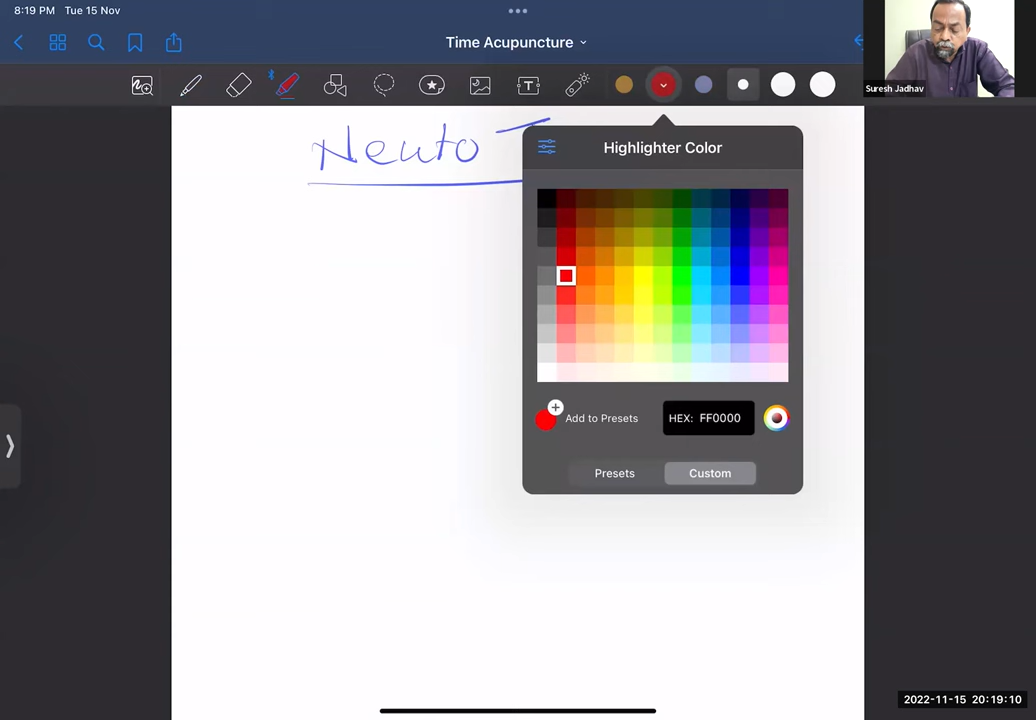 8:19 PM Tue 15 Nov
Time Acupuncture
Suresh Jadhav
Neuto T
Highlighter Color
Add to Presets
HEX: FF0000
Presets
Custom
2022-11-15 20:19:10